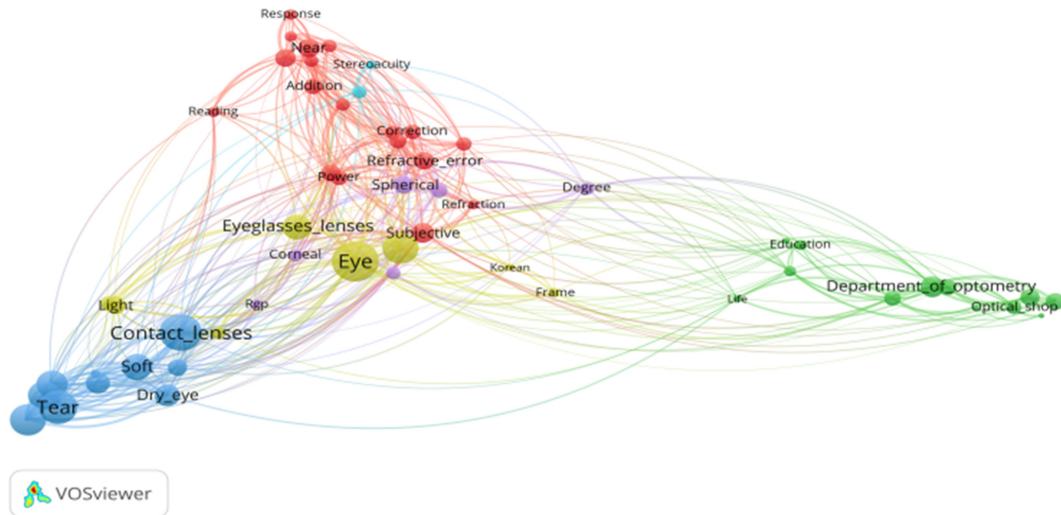 Response
Near
Stereoacuity
Addition
Reading
Correction
Refractive_error
Power
Spherical
Degree
Refraction
Eyeglasses_lenses
Subjective
Education
Corneal
Eye
Korean
Department_of_optometry
Frame
Life
Rgp
Light
Optical_shop
Contact_lenses
Soft
Dry_eye
Tear
VOSviewer